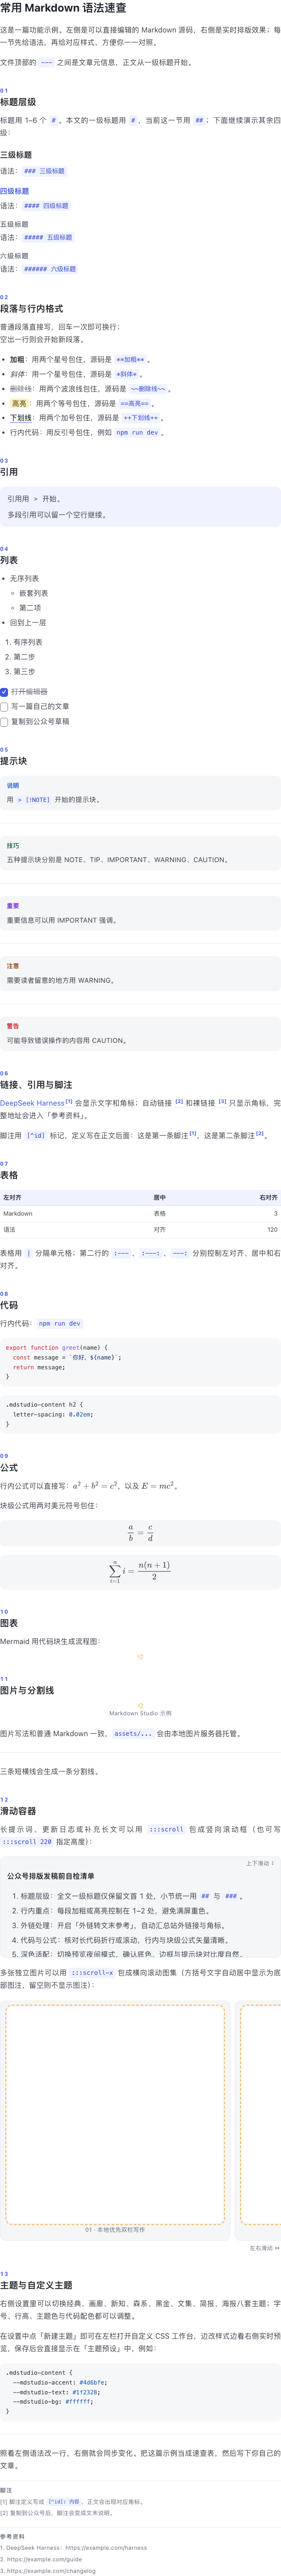 常用 Markdown 语法速查
这是一篇功能示例。左侧是可以直接编辑的 Markdown 源码，右侧是实时排版效果；每
一节先给语法，再给对应样式，方便你一一对照。
文件顶部的 --- 之间是文章元信息，正文从一级标题开始。
01
标题层级
标题用 1–6 个 # 。本文的一级标题用 # ，当前这一节用 ## ；下面继续演示其余四
级：
三级标题
语法： ### 三级标题
四级标题
语法： #### 四级标题
五级标题
语法： ##### 五级标题
六级标题
语法： ###### 六级标题
02
段落与行内格式
普通段落直接写，回车一次即可换行；
空出一行则会开始新段落。
• 加粗：用两个星号包住，源码是 **加粗** 。
• 斜体：用一个星号包住，源码是 *斜体* 。
• 删除线：用两个波浪线包住，源码是 ~~删除线~~ 。
• 高亮 ：用两个等号包住，源码是 ==高亮== 。
• 下划线：用两个加号包住，源码是 ++下划线++ 。
• 行内代码：用反引号包住，例如 npm run dev 。
03
引用
引用用 > 开始。
多段引用可以留一个空行继续。
04
列表
• 无序列表
◦ 嵌套列表
◦ 第二项
• 回到上一层
1. 有序列表
2. 第二步
3. 第三步
打开编辑器
写一篇自己的文章
复制到公众号草稿
05
提示块
说明
用 > [!NOTE] 开始的提示块。
技巧
五种提示块分别是 NOTE、TIP、IMPORTANT、WARNING、CAUTION。
重要
重要信息可以用 IMPORTANT 强调。
注意
需要读者留意的地方用 WARNING。
警告
可能导致错误操作的内容用 CAUTION。
06
链接、引用与脚注
DeepSeek Harness[1] 会显示文字和角标；自动链接 [2] 和裸链接 [3] 只显示角标，完
整地址会进入「参考资料」。
脚注用 [^id] 标记，定义写在正文后面：这是第一条脚注[1]，这是第二条脚注[2]。
07
表格
左对齐 居中 右对齐
Markdown 表格 3
语法 对齐 120
表格用 | 分隔单元格；第二行的 :--- 、 :---: 、 ---: 分别控制左对齐、居中和右
对齐。
08
代码
行内代码： npm run dev
export function greet(name) {
const message = `你好，${name}`;
return message;
}
.mdstudio-content h2 {
letter-spacing: 0.02em;
}
09
公式
行内公式可以直接写：a² + b² = c²，以及 E = mc²。
块级公式用两对美元符号包住：
a/b = c/d
∑_{i=1}^{n} i = n(n + 1)/2
10
图表
Mermaid 用代码块生成流程图：
11
图片与分割线
Markdown Studio 示例
图片写法和普通 Markdown 一致， assets/... 会由本地图片服务器托管。
三条短横线会生成一条分割线。
12
滑动容器
长提示词、更新日志或补充长文可以用 :::scroll 包成竖向滚动框（也可写
:::scroll 220 指定高度）：
上下滑动 ↕
公众号排版发稿前自检清单
1. 标题层级：全文一级标题仅保留文首 1 处，小节统一用 ## 与 ### 。
2. 行内重点：每段加粗或高亮控制在 1–2 处，避免满屏重色。
3. 外链处理：开启「外链转文末参考」，自动汇总站外链接与角标。
4. 代码与公式：核对长代码折行或滚动，行内与块级公式矢量清晰。
5. 深色适配：切换预览夜间模式，确认底色、边框与提示块对比度自然。
多张独立图片可以用 :::scroll-x 包成横向滚动图集（方括号文字自动居中显示为底
部图注，留空则不显示图注）：
01 · 本地优先双栏写作
左右滑动 ↔
13
主题与自定义主题
右侧设置里可以切换经典、画廊、新知、森系、黑金、文集、简报、海报八套主题；字
号、行高、主题色与代码配色都可以调整。
在设置中点「新建主题」即可在左栏打开自定义 CSS 工作台，边改样式边看右侧实时预
览，保存后会直接显示在「主题预设」中，例如：
.mdstudio-content {
--mdstudio-accent: #4d6bfe;
--mdstudio-text: #1f2328;
--mdstudio-bg: #ffffff;
}
照着左侧语法改一行，右侧就会同步变化。把这篇示例当成速查表，然后写下你自己的
文章。
脚注
[1] 脚注定义写成 [^id]: 内容 ，正文会出现对应角标。
[2] 复制到公众号后，脚注会变成文末说明。
参考资料
1. DeepSeek Harness：https://example.com/harness
2. https://example.com/guide
3. https://example.com/changelog